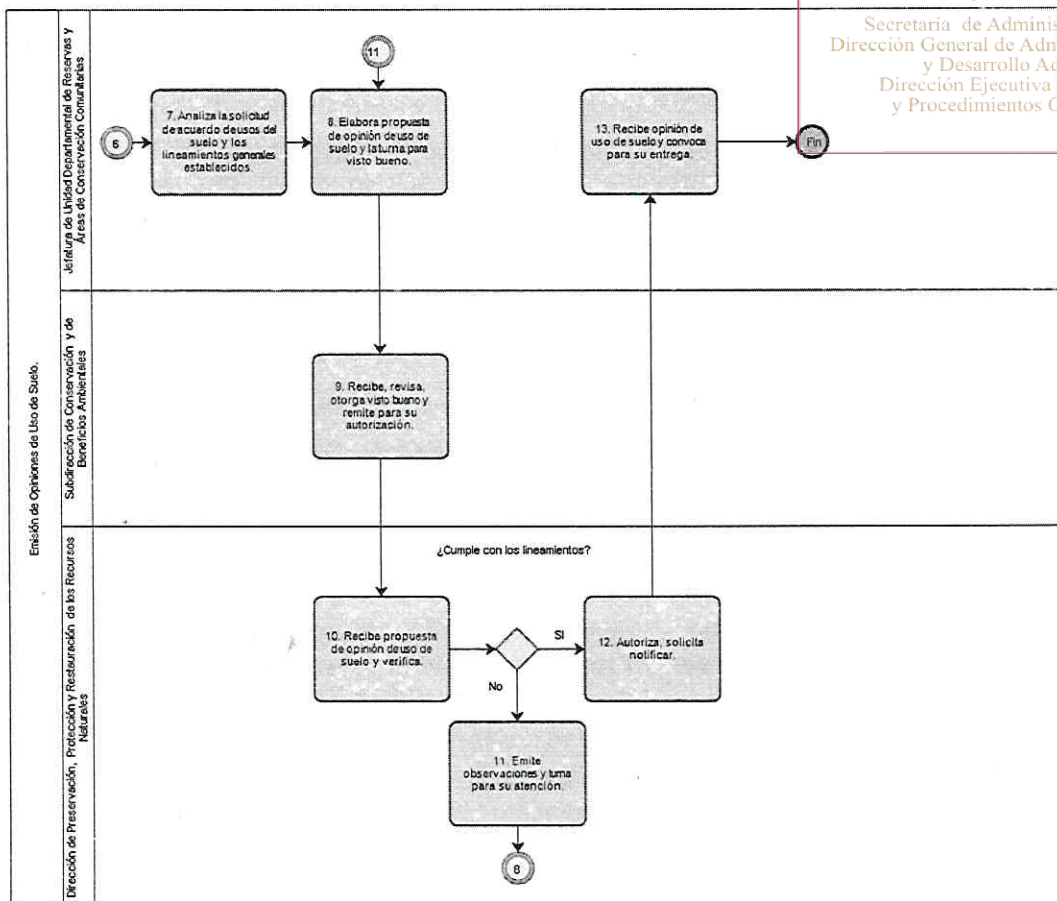 Secretaría de Adminis
Dirección General de Adm
y Desarrollo Ad
Dirección Ejecutiva
y Procedimientos O
Emisión de Opiniones de Uso de Suelo.
Jefatura de Unidad Departamental de Reservas y
Áreas de Conservación Comunitarias
6
7. Analiza la solicitud
de acuerdo de usos del
suelo y los
lineamientos generales
establecidos.
11
8. Elabora propuesta
de opinión de uso de
suelo y la turna para
visto bueno.
13. Recibe opinión de
uso de suelo y convoca
para su entrega.
Fin
Subdirección de Conservación y de
Beneficios Ambientales
9. Recibe, revisa,
otorga visto bueno y
remite para su
autorización.
Dirección de Preservación, Protección y Restauración de los Recursos
Naturales
¿Cumple con los lineamientos?
10. Recibe propuesta
de opinión de uso de
suelo y verifica.
SI
No
12. Autoriza, solicita
notificar.
11. Emite
observaciones y turna
para su atención.
8